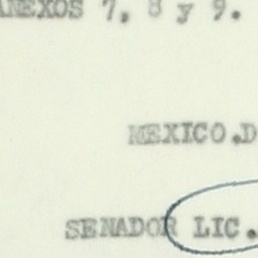 ANEXOS 7, 8 y 9.
MEXICO.D
SENADOR LIC.